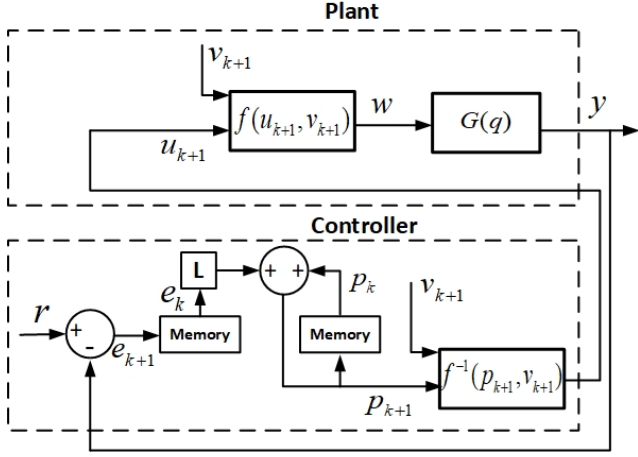 Plant
v_{k+1}
f(u_{k+1}, v_{k+1})
w
G(q)
y
u_{k+1}
Controller
L
+ +
e_k
p_k
v_{k+1}
r
+
-
e_{k+1}
Memory
Memory
f^{-1}(p_{k+1}, v_{k+1})
p_{k+1}